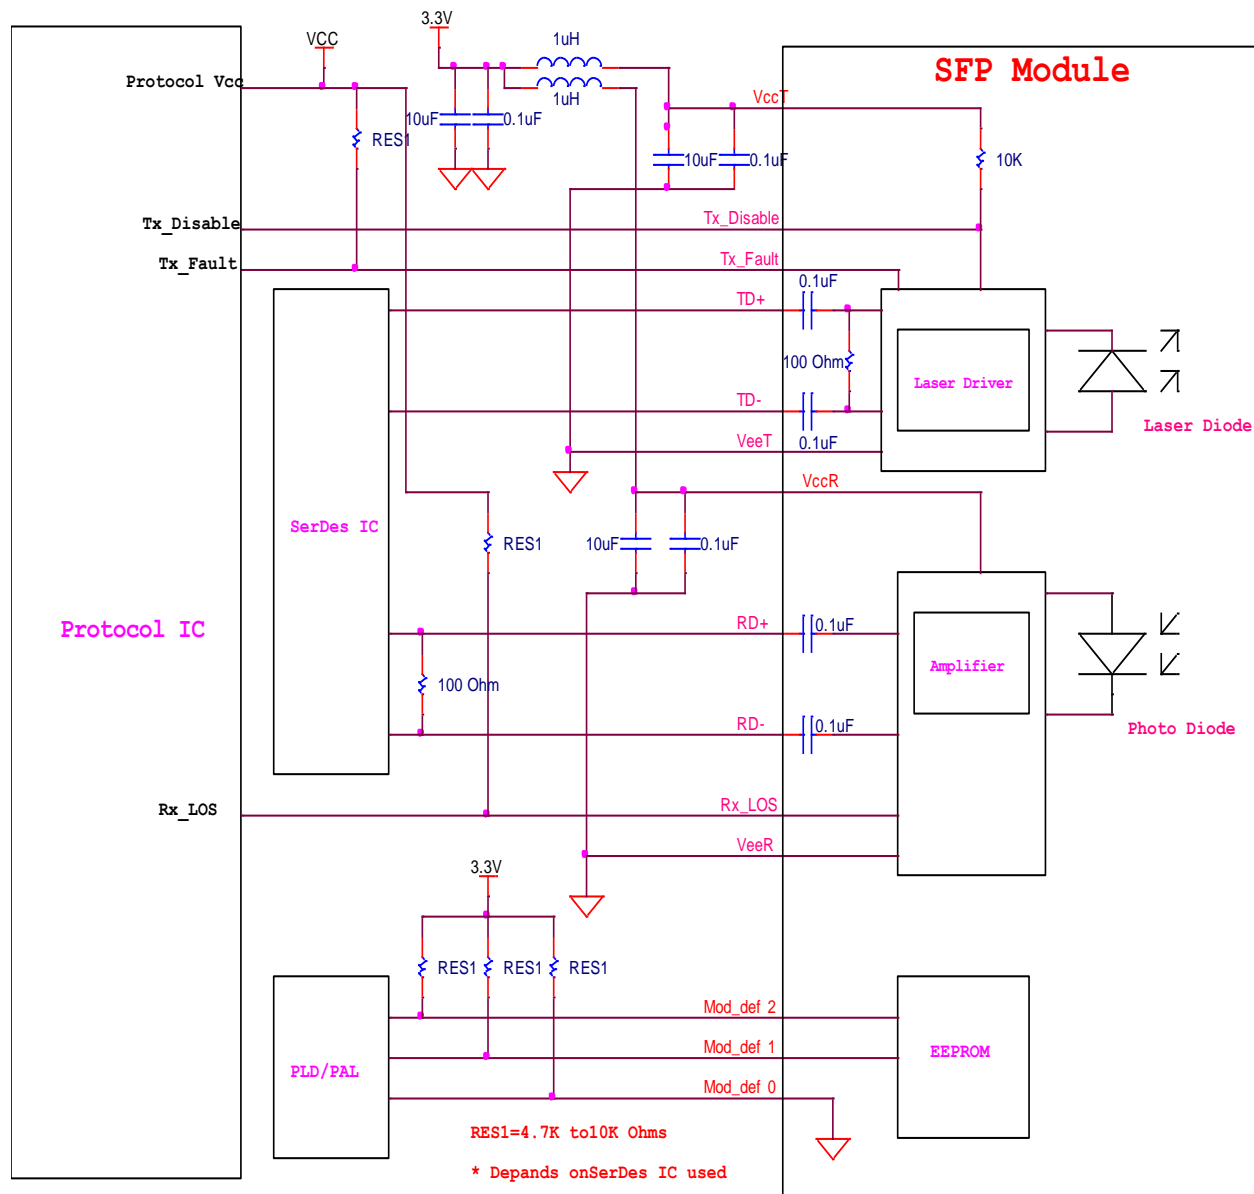 3.3V
VCC
1uH
SFP Module
Protocol Vcc
1uH
VccT
10uF
0.1uF
RES1
10uF
0.1uF
10K
Tx_Disable
Tx_Disable
Tx_Fault
Tx_Fault
0.1uF
TD+
100 Ohm
Laser Driver
TD-
Laser Diode
VeeT
0.1uF
VccR
SerDes IC
RES1
10uF
0.1uF
Protocol IC
RD+
0.1uF
Amplifier
100 Ohm
RD-
0.1uF
Photo Diode
Rx_LOS
Rx_LOS
VeeR
3.3V
RES1
RES1
RES1
Mod_def 2
Mod_def 1
EEPROM
PLD/PAL
Mod_def 0
RES1=4.7K to10K Ohms
* Depands onSerDes IC used